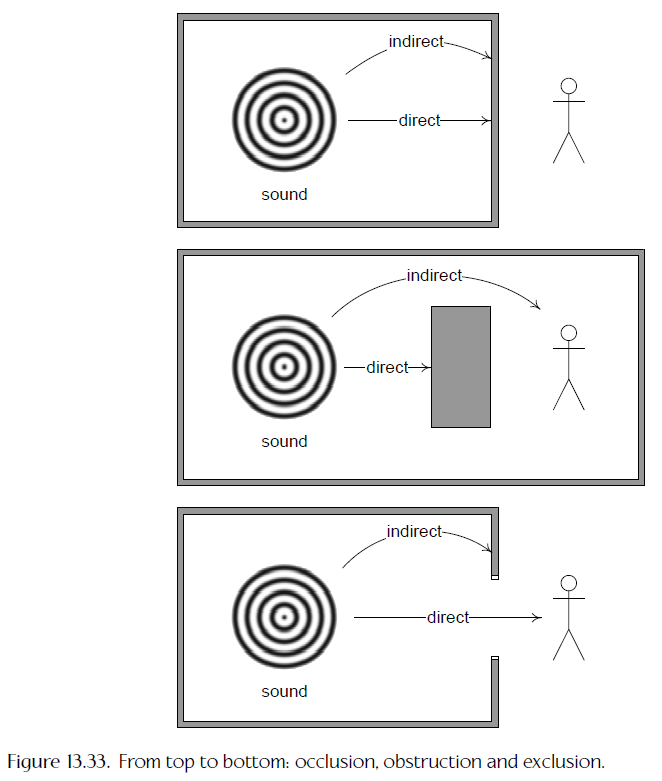 indirect
direct
sound
indirect
direct
sound
indirect
direct
sound
Figure 13.33. From top to bottom: occlusion, obstruction and exclusion.